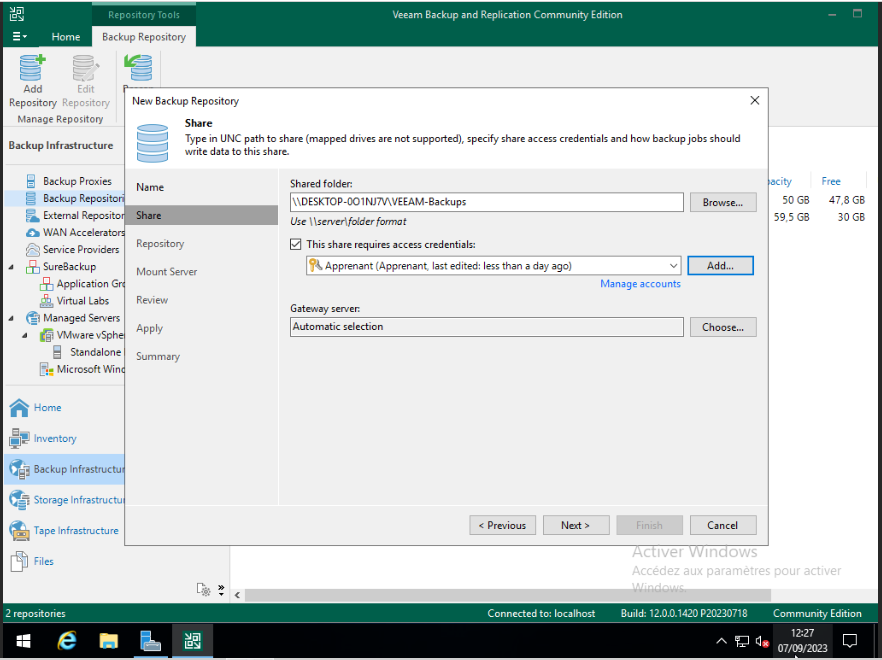 Repository Tools
Veeam Backup and Replication Community Edition
Home
Backup Repository
Add
Repository
Edit
Repository
Manage Repository
Backup Infrastructure
Backup Proxies
Backup Repositori
External Repositor
WAN Accelerators
Service Providers
SureBackup
Application Gro
Virtual Labs
Managed Servers
VMware vSphe
Standalone
Microsoft Wind
Home
Inventory
Backup Infrastructur
Storage Infrastructu
Tape Infrastructure
Files
New Backup Repository
Share
Type in UNC path to share (mapped drives are not supported), specify share access credentials and how backup jobs should
write data to this share.
Name
Share
Repository
Mount Server
Review
Apply
Summary
Shared folder:
\\DESKTOP-0O1NJ7V\VEEAM-Backups
Browse...
Use \\server\folder format
This share requires access credentials:
Apprenant (Apprenant, last edited: less than a day ago)
Add...
Manage accounts
Gateway server:
Automatic selection
Choose...
< Previous
Next >
Finish
Cancel
pacity
Free
50 GB
47,8 GB
59,5 GB
30 GB
Activer Windows
Accédez aux paramètres pour activer
Windows.
2 repositories
Connected to: localhost
Build: 12.0.0.1420 P20230718
Community Edition
12:27
07/09/2023